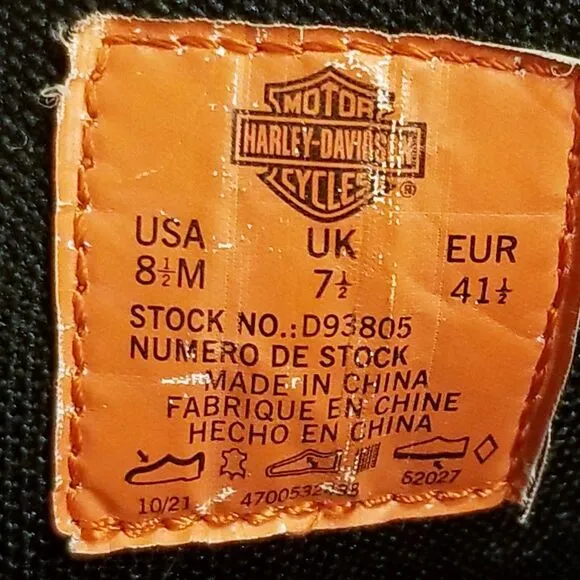 MOTOR
HARLEY-DAVIDSON
CYCLES ®
USA UK EUR
8½M 7½ 41½
STOCK NO.:D93805
NUMERO DE STOCK
MADE IN CHINA
FABRIQUE EN CHINE
HECHO EN CHINA
10/21 62027